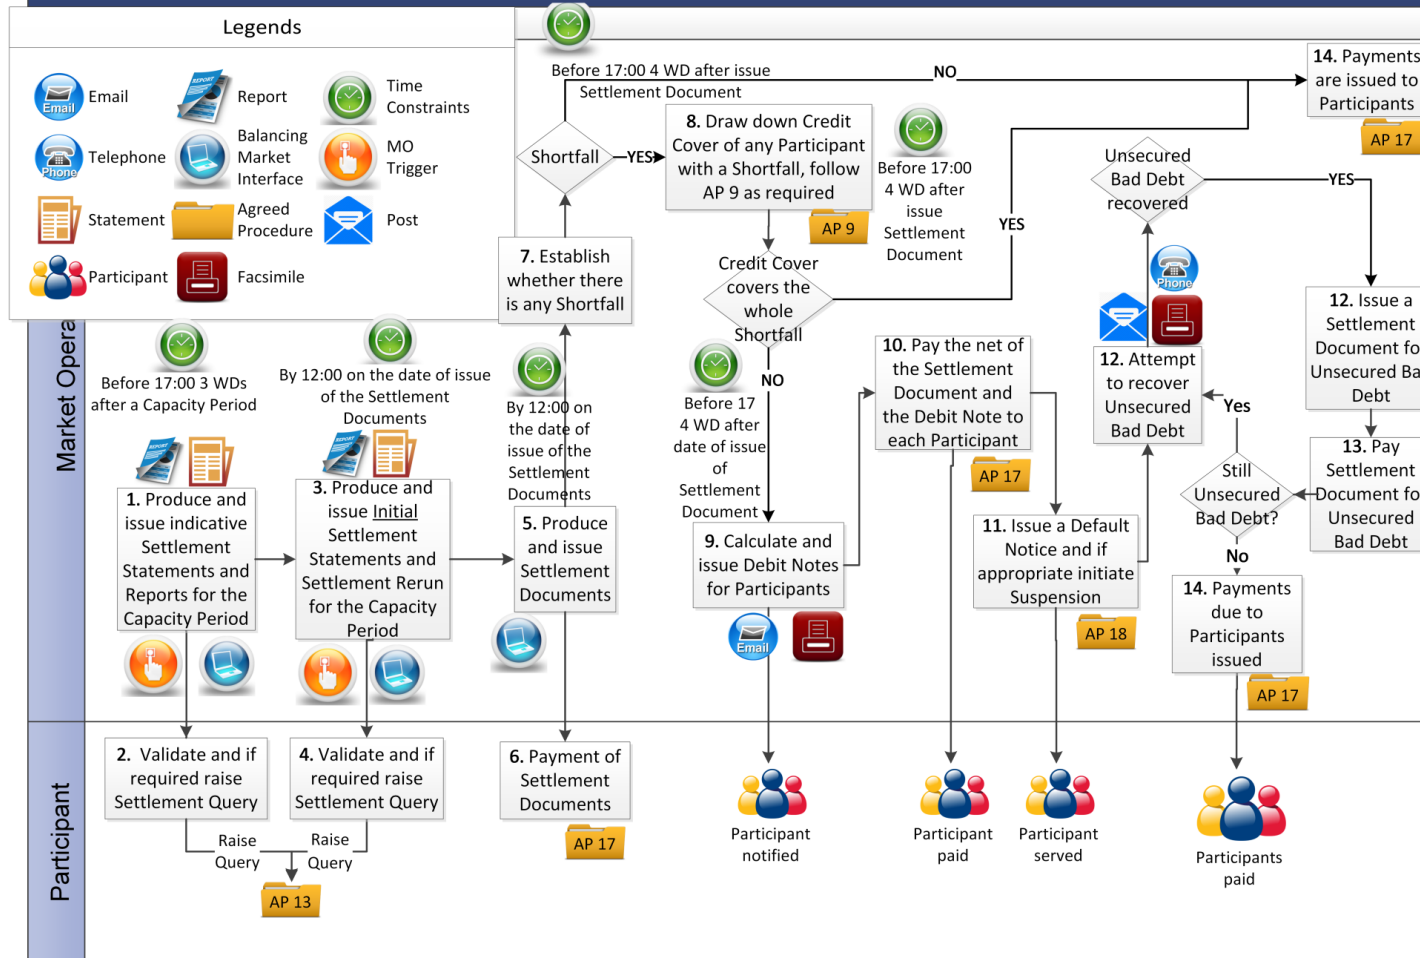 Legends
Email
Email
Report
Time
Constraints
Phone
Telephone
Balancing
Market
Interface
MO
Trigger
Statement
Agreed
Procedure
Post
Participant
Facsimile
Market Opera
Participant
Before 17:00 3 WDs
after a Capacity Period
REPORT
1. Produce and
issue indicative
Settlement
Statements and
Reports for the
Capacity Period
2. Validate and if
required raise
Settlement Query
Raise
Query
By 12:00 on the date of issue
of the Settlement
Documents
REPORT
3. Produce and
issue Initial
Settlement
Statements and
Settlement Rerun
for the Capacity
Period
4. Validate and if
required raise
Settlement Query
Raise
Query
AP 13
By 12:00 on
the date of
issue of the
Settlement
Documents
5. Produce
and issue
Settlement
Documents
6. Payment of
Settlement
Documents
AP 17
7. Establish
whether there
is any Shortfall
Shortfall
Before 17:00 4 WD after issue
Settlement Document
NO
YES
8. Draw down Credit
Cover of any Participant
with a Shortfall, follow
AP 9 as required
AP 9
Before 17:00
4 WD after
issue
Settlement
Document
Credit Cover
covers the
whole
Shortfall
YES
NO
Before 17
4 WD after
date of issue
of
Settlement
Document
9. Calculate and
issue Debit Notes
for Participants
Email
Participant
notified
10. Pay the net of
the Settlement
Document and
the Debit Note to
each Participant
AP 17
Participant
paid
11. Issue a Default
Notice and if
appropriate initiate
Suspension
AP 18
Participant
served
12. Attempt
to recover
Unsecured
Bad Debt
Phone
Unsecured
Bad Debt
recovered
YES
12. Issue a
Settlement
Document fo
Unsecured Ba
Debt
13. Pay
Settlement
Document fo
Unsecured
Bad Debt
Still
Unsecured
Bad Debt?
Yes
No
14. Payments
due to
Participants
issued
AP 17
Participants
paid
14. Payments
are issued to
Participants
AP 17